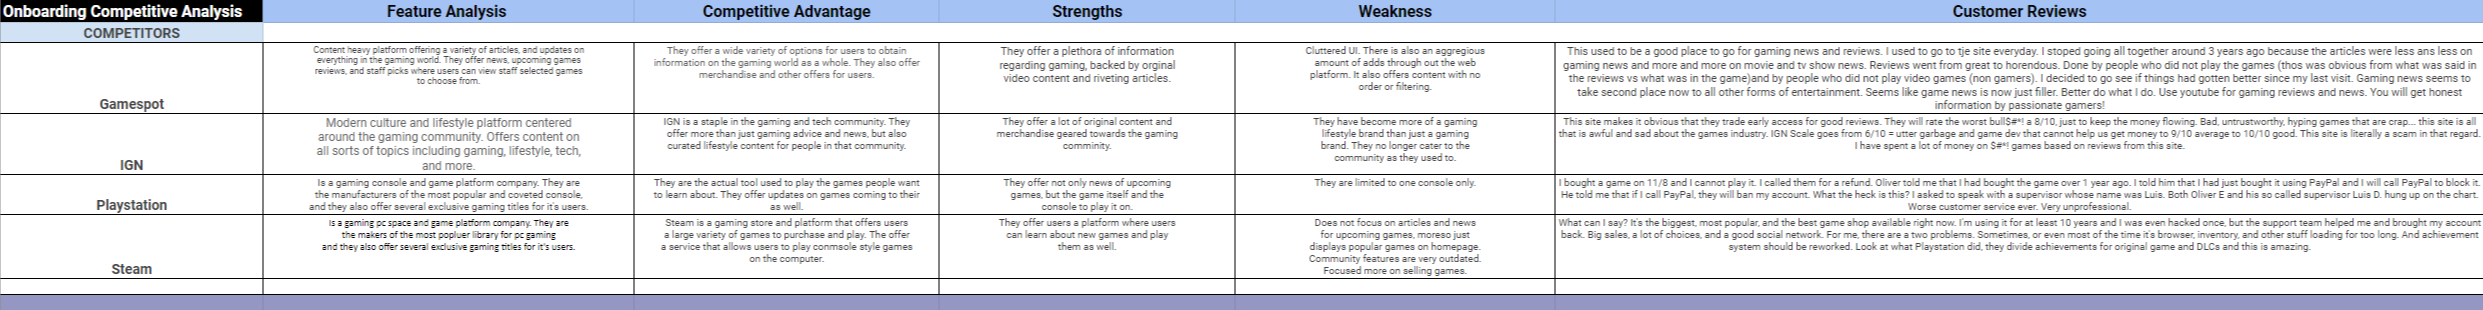 Onboarding Competitive Analysis
Feature Analysis
Competitive Advantage
Strengths
Weakness
Customer Reviews
COMPETITORS
Gamespot
Content heavy platform offering a variety of articles, and updates on
everything in the gaming world. They offer news, upcoming games
reviews, and staff picks where users can view staff selected games
to choose from.
They offer a wide variety of options for users to obtain
information on the gaming world as a whole. They also offer
merchandise and other offers for users.
They offer a plethora of information
regarding gaming, backed by orginal
video content and riveting articles.
Cluttered UI. There is also an aggregious
amount of adds through out the web
platform. It also offers content with no
order or filtering.
This used to be a good place to go for gaming news and reviews. I used to go to tje site everyday. I stoped going all together around 3 years ago because the articles were less ans less on
gaming news and more and more on movie and tv show news. Reviews went from great to horendous. Done by people who did not play the games (thos was obvious from what was said in
the reviews vs what was in the game)and by people who did not play video games (non gamers). I decided to go see if things had gotten better since my last visit. Gaming news seems to
take second place now to all other forms of entertainment. Seems like game news is now just filler. Better do what I do. Use youtube for gaming reviews and news. You will get honest
information by passionate gamers!
IGN
Modern culture and lifestyle platform centered
around the gaming community. Offers content on
all sorts of topics including gaming, lifestyle, tech,
and more.
IGN is a staple in the gaming and tech community. They
offer more than just gaming advice and news, but also
curated lifestyle content for people in that community.
They offer a lot of original content and
merchandise geared towards the gaming
comminity.
They have become more of a gaming
lifestyle brand than just a gaming
brand. They no longer cater to the
community as they used to.
This site makes it obvious that they trade early access for good reviews. They will rate the worst bull$#*! a 8/10, just to keep the money flowing. Bad, untrustworthy, hyping games that are crap... this site is all
that is awful and sad about the games industry. IGN Scale goes from 6/10 = utter garbage and game dev that cannot help us get money to 9/10 average to 10/10 good. This site is literally a scam in that regard.
I have spent a lot of money on $#*! games based on reviews from this site.
Playstation
Is a gaming console and game platform company. They are
the manufacturers of the most popular and coveted console,
and they also offer several exclusive gaming titles for it's users.
They are the actual tool used to play the games people want
to learn about. They offer updates on games coming to their
as well.
They offer not only news of upcoming
games, but the game itself and the
console to play it on.
They are limited to one console only.
I bought a game on 11/8 and I cannot play it. I called them for a refund. Oliver told me that I had bought the game over 1 year ago. I told him that I had just bought it using PayPal and I will call PayPal to block it.
He told me that if I call PayPal, they will ban my account. What the heck is this? I asked to speak with a supervisor whose name was Luis. Both Oliver E and his so called supervisor Luis D. hung up on the chart.
Worse customer service ever. Very unprofessional.
Steam
Is a gaming pc space and game platform company. They are
the makers of the most popluer library for pc gaming
and they also offer several exclusive gaming titles for it's users.
Steam is a gaming store and platform that offers users
a large variety of games to purchase and play. The offer
a service that allows users to play conmsole style games
on the computer.
They offer users a platform where users
can learn about new games and play
them as well.
Does not focus on articles and news
for upcoming games, moreso just
displays popular games on homepage.
Community features are very outdated.
Focused more on selling games.
What can I say? It's the biggest, most popular, and the best game shop available right now. I'm using it for at least 10 years and I was even hacked once, but the support team helped me and brought my account
back. Big sales, a lot of choices, and a good social network. For me, there are a two problems. Sometimes, or even most of the time it's browser, inventory, and other stuff loading for too long. And achievement
system should be reworked. Look at what Playstation did, they divide achievements for original game and DLCs and this is amazing.